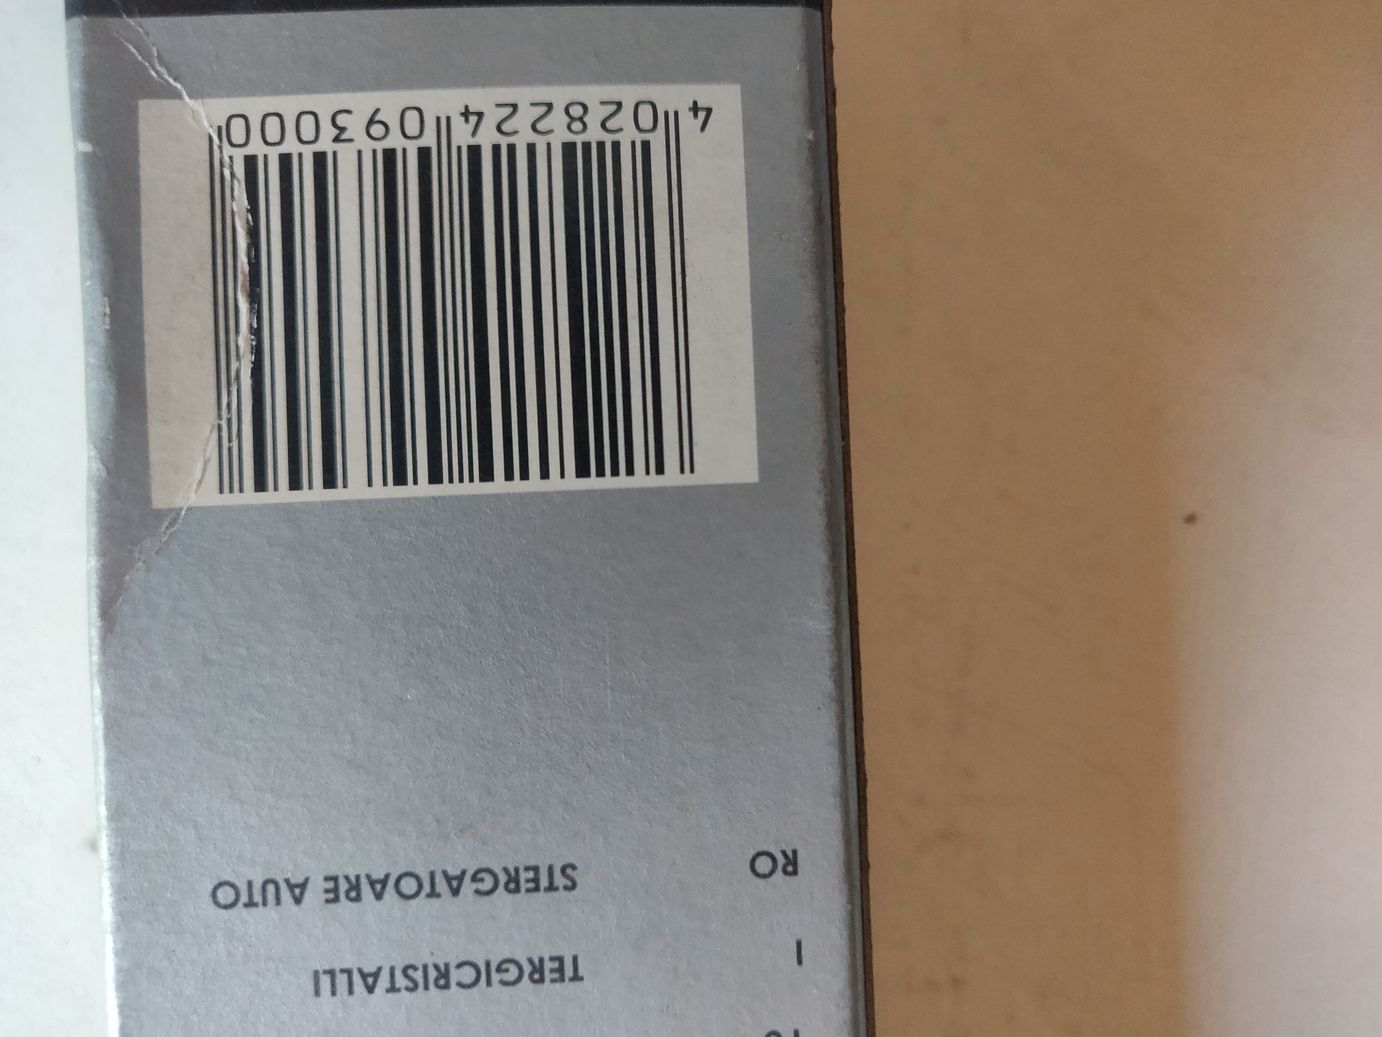 I TERGICRISTALLI
RO STERGATOARE AUTO
4 028224 093000